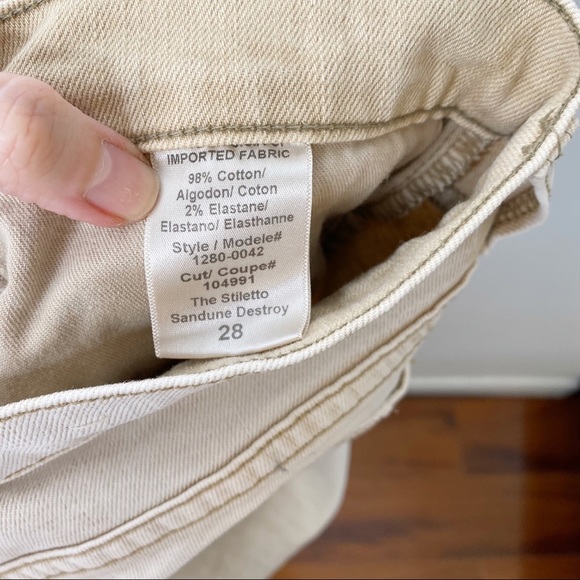 IMPORTED FABRIC
98% Cotton/
Algodon/ Coton
2% Elastane/
Elastano/ Elasthanne
Style / Modele#
1280-0042
Cut/ Coupe#
104991
The Stiletto
Sandune Destroy
28